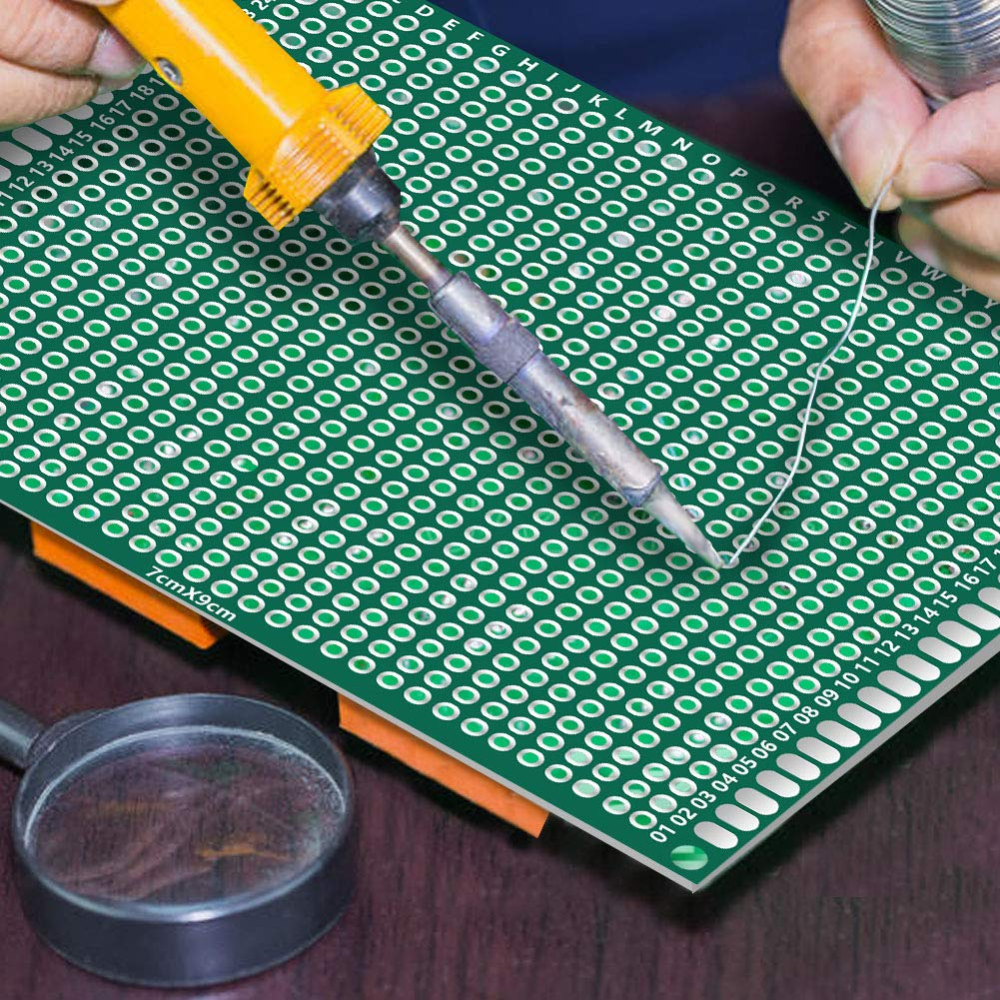 D E F G H I J K L M N O P Q R S T
V W X
11 12 13 14 15 16 17 18
7cmX9cm
01 02 03 04 05 06 07 08 09 10 11 12 13 14 15 16 17